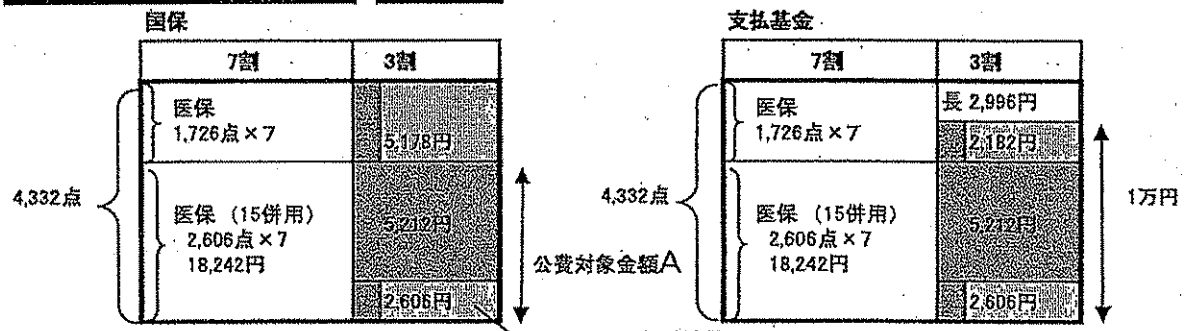 国保
7割 3割
医保
1,726点×7
5,178円
4,332点
医保 (15併用)
2,606点×7
18,242円
5,212円
公費対象金額A
2,606円
支払基金
7割 3割
医保
1,726点×7
長 2,996円
2,182円
4,332点
医保 (15併用)
2,606点×7
18,242円
5,212円
1万円
2,606円